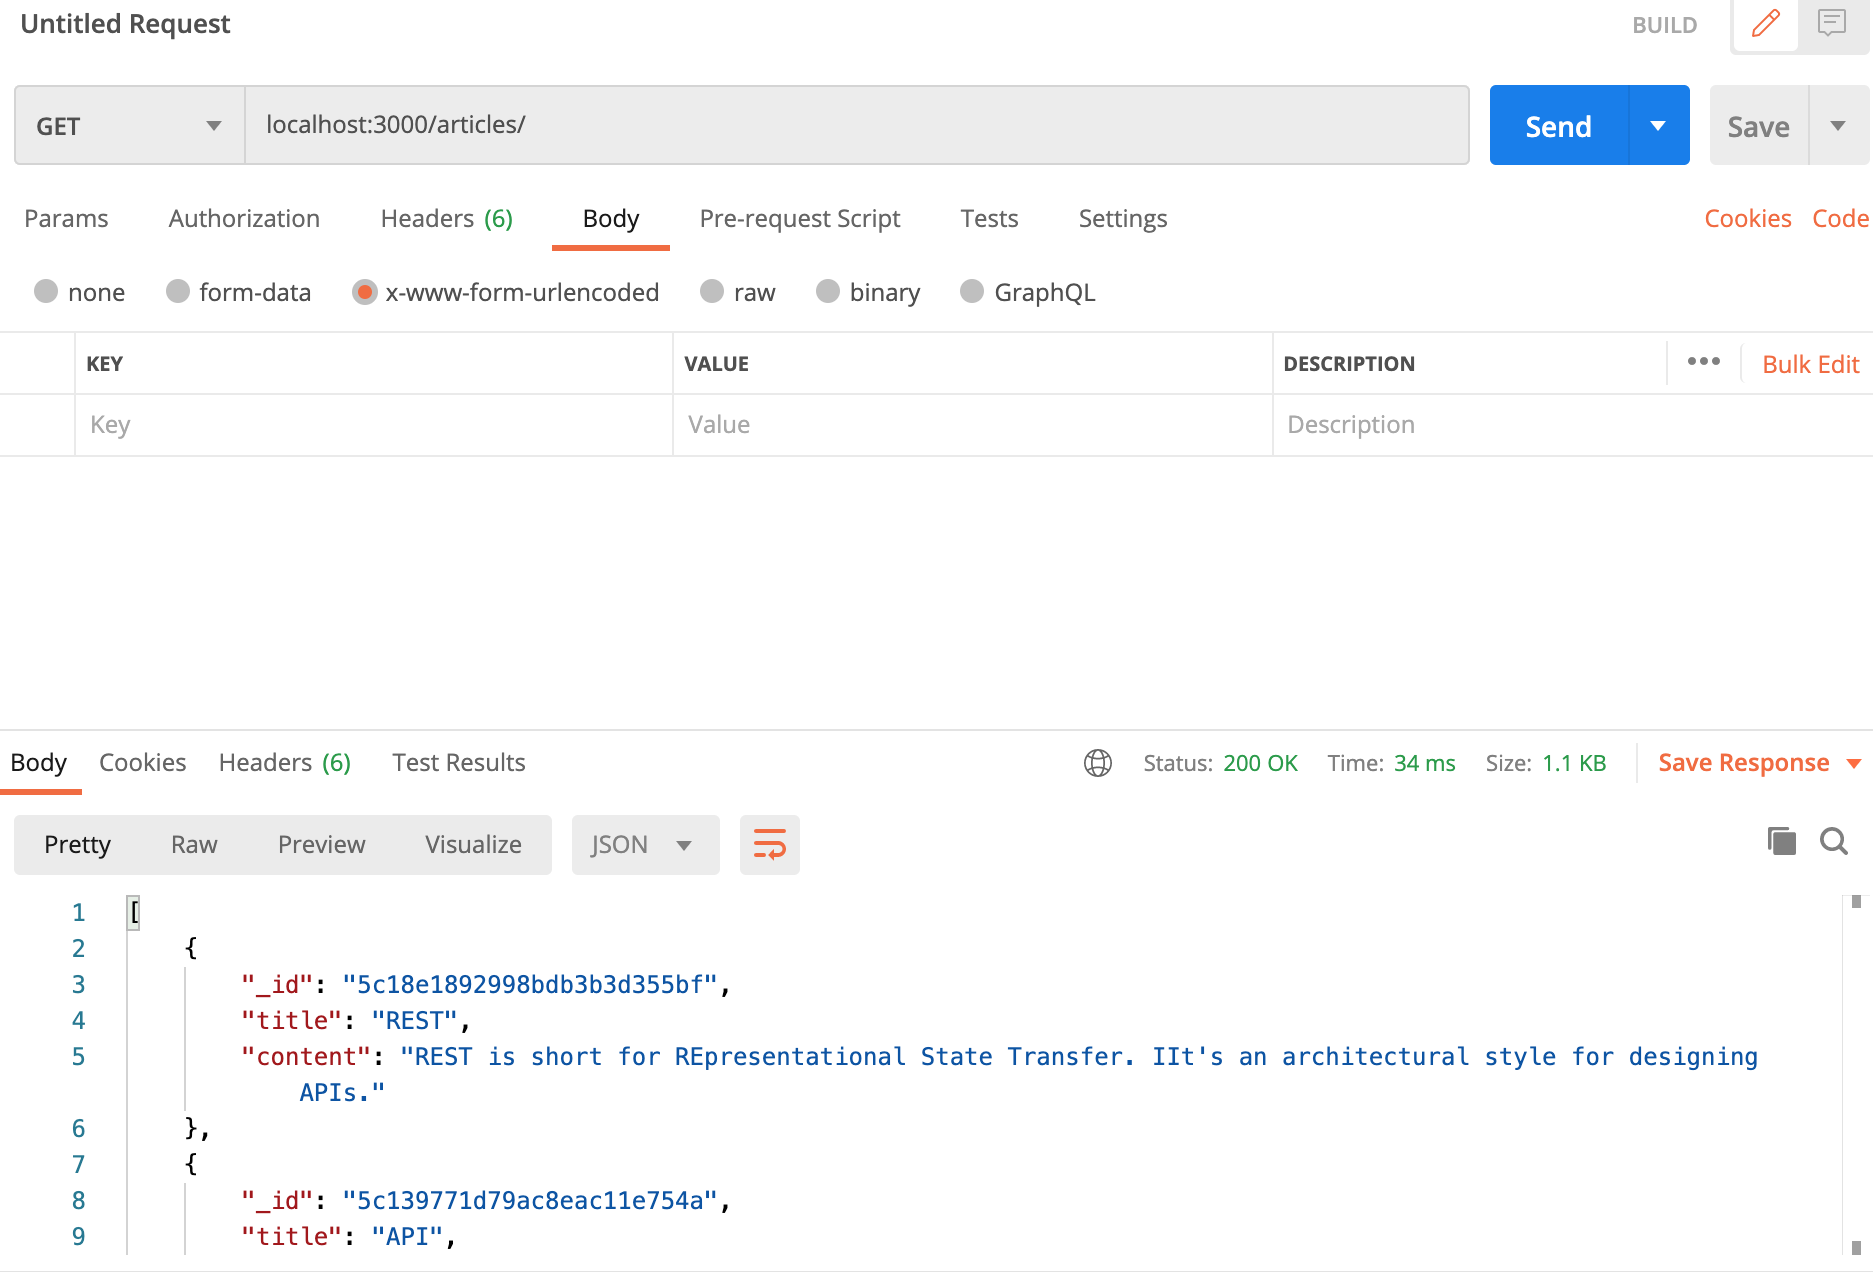 Untitled Request
BUILD
GET localhost:3000/articles/ Send Save
Params Authorization Headers (6) Body Pre-request Script Tests Settings Cookies Code
none form-data x-www-form-urlencoded raw binary GraphQL
KEY VALUE DESCRIPTION ••• Bulk Edit
Key Value Description
Body Cookies Headers (6) Test Results Status: 200 OK Time: 34 ms Size: 1.1 KB Save Response
Pretty Raw Preview Visualize JSON
1 [
2 {
3 "_id": "5c18e1892998bdb3b3d355bf",
4 "title": "REST",
5 "content": "REST is short for REpresentational State Transfer. IIt's an architectural style for designing
APIs."
6 },
7 {
8 "_id": "5c139771d79ac8eac11e754a",
9 "title": "API",